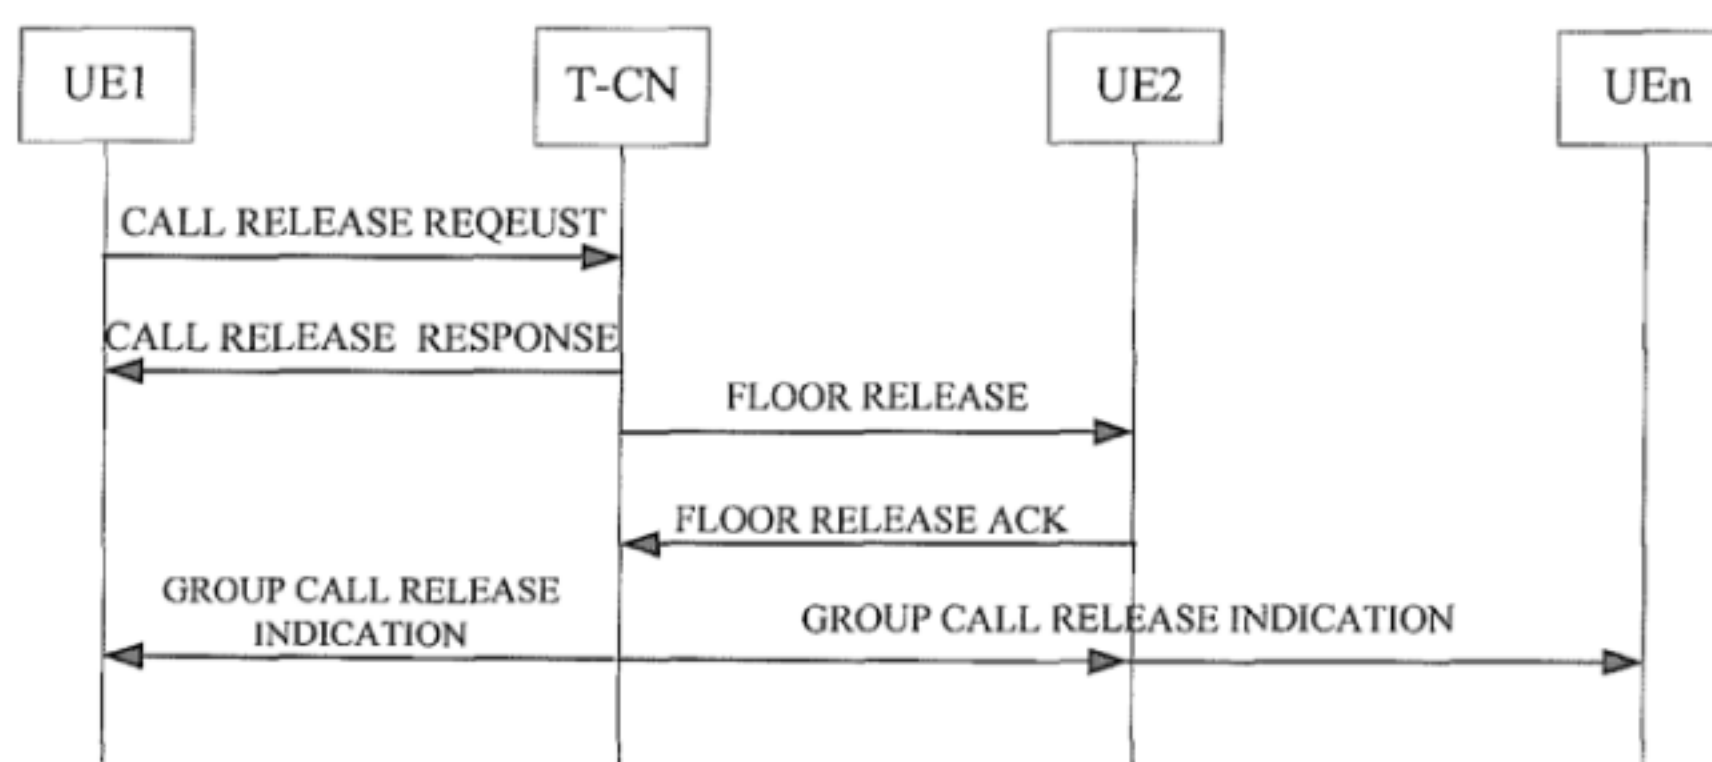 UE1
T-CN
UE2
UEn
CALL RELEASE REQEUST
CALL RELEASE RESPONSE
FLOOR RELEASE
FLOOR RELEASE ACK
GROUP CALL RELEASE
INDICATION
GROUP CALL RELEASE INDICATION